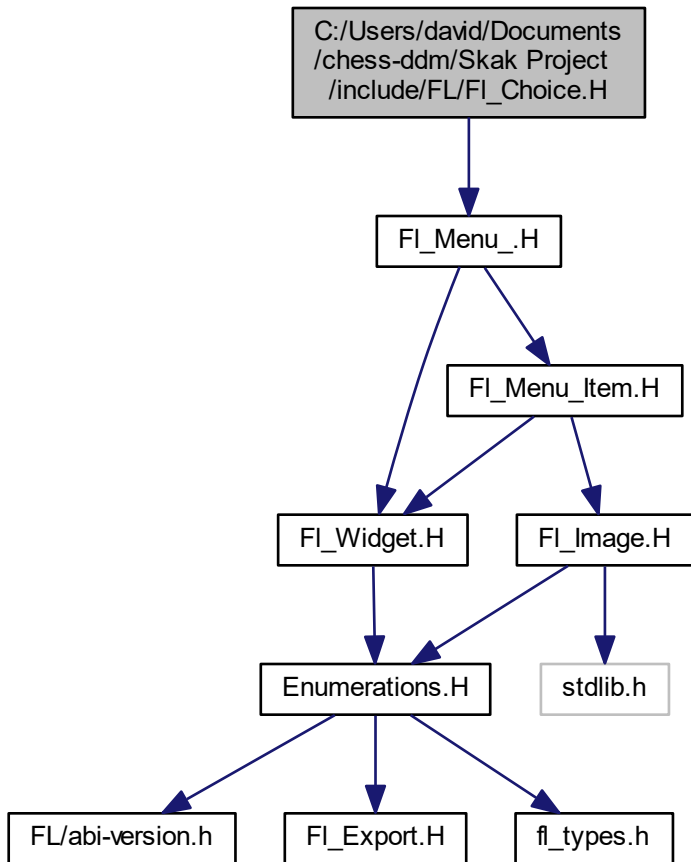 C:/Users/david/Documents
/chess-ddm/Skak Project
/include/FL/Fl_Choice.H
Fl_Menu_.H
Fl_Menu_Item.H
Fl_Widget.H
Fl_Image.H
Enumerations.H
stdlib.h
FL/abi-version.h
Fl_Export.H
fl_types.h